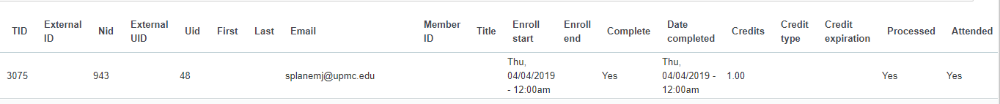 TID External ID Nid External UID Uid First Last Email Member ID Title Enroll start Enroll end Complete Date completed Credits Credit type Credit expiration Processed Attended
3075 943 48 splanemj@upmc.edu Thu, 04/04/2019 - 12:00am Yes Thu, 04/04/2019 - 12:00am 1.00 Yes Yes